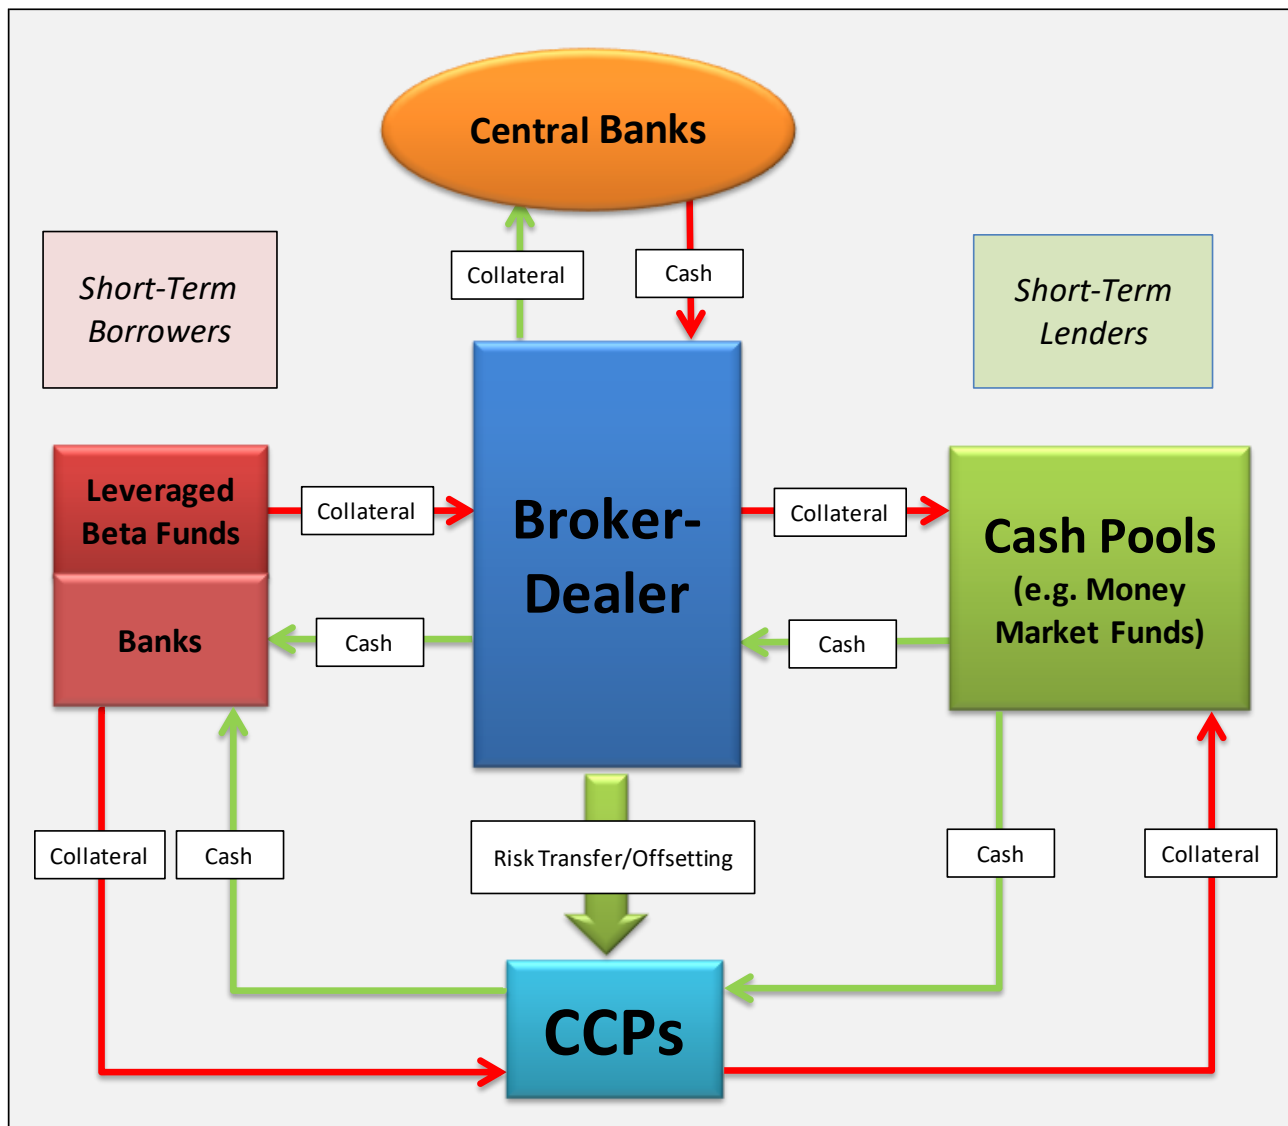 Central Banks
Collateral
Cash
Short-Term
Borrowers
Short-Term
Lenders
Leveraged
Beta Funds
Banks
Collateral
Cash
Broker-
Dealer
Collateral
Cash
Cash Pools
(e.g. Money
Market Funds)
Collateral
Cash
Risk Transfer/Offsetting
Cash
Collateral
CCPs